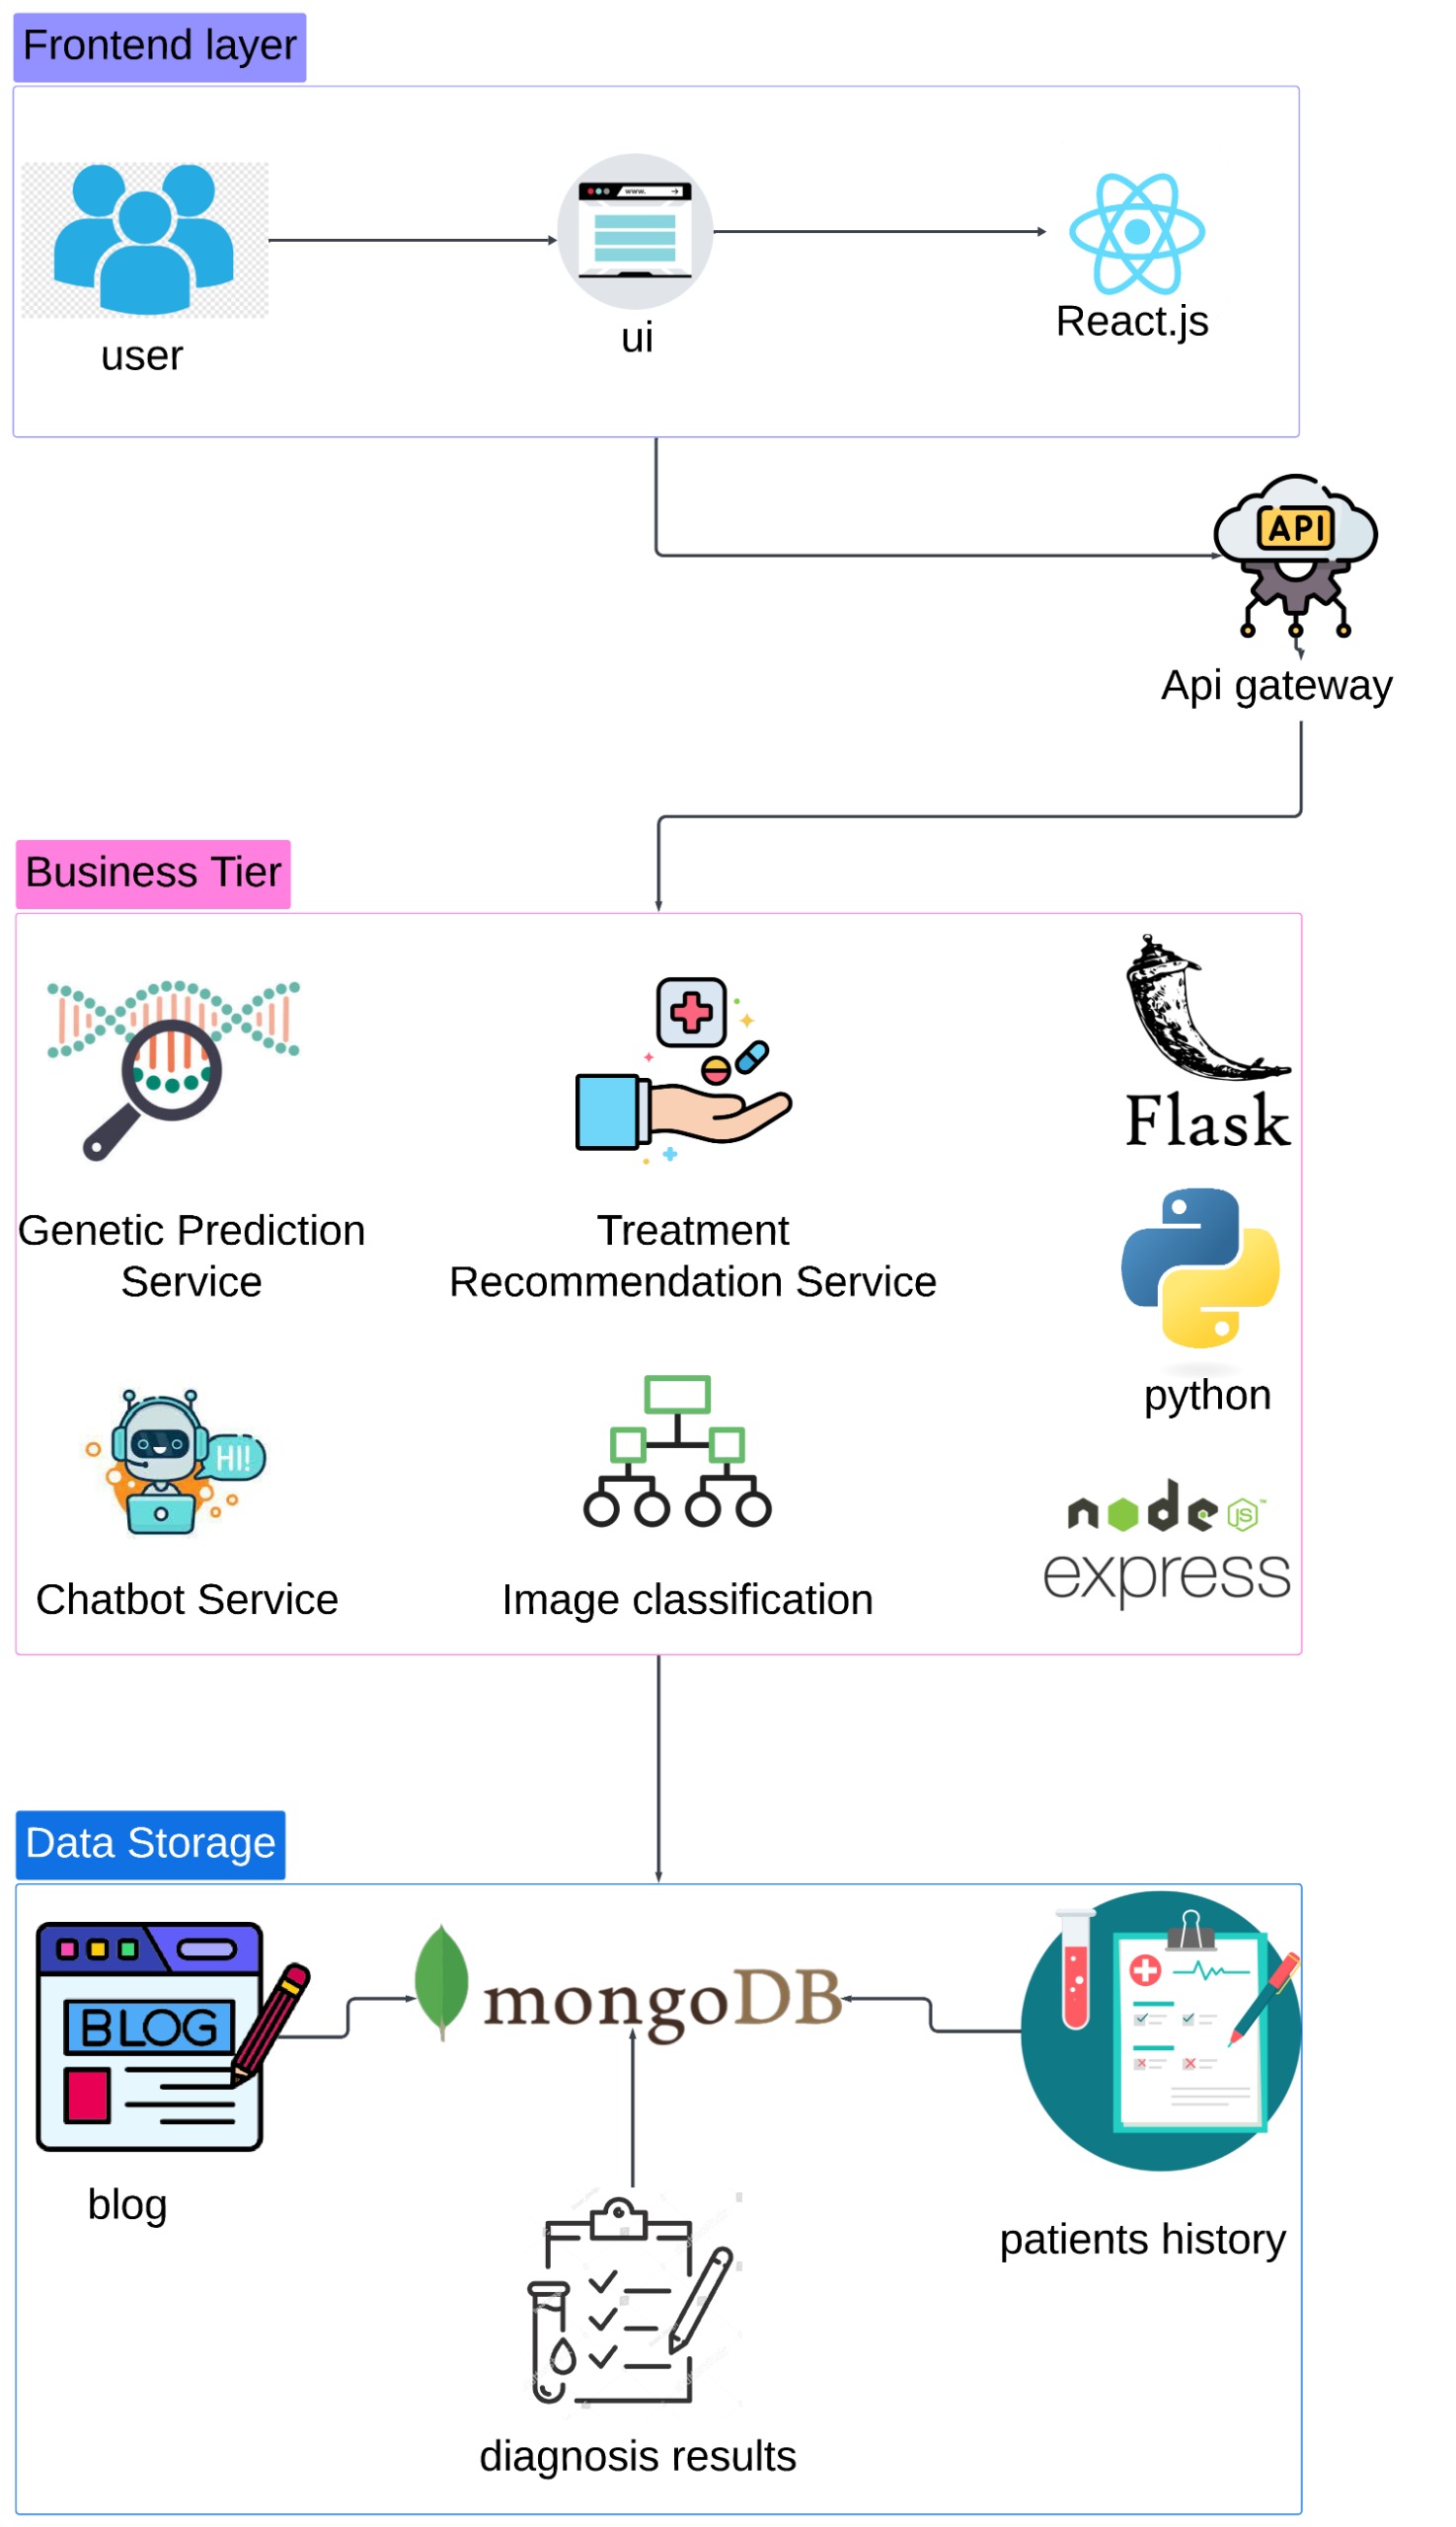 Frontend layer
www.
user
ui
React.js
API
Api gateway
Business Tier
Flask
Genetic Prediction
Service
Treatment
Recommendation Service
python
HI!
node JS ™
express
Chatbot Service
Image classification
Data Storage
BLOG
mongoDB
blog
patients history
diagnosis results